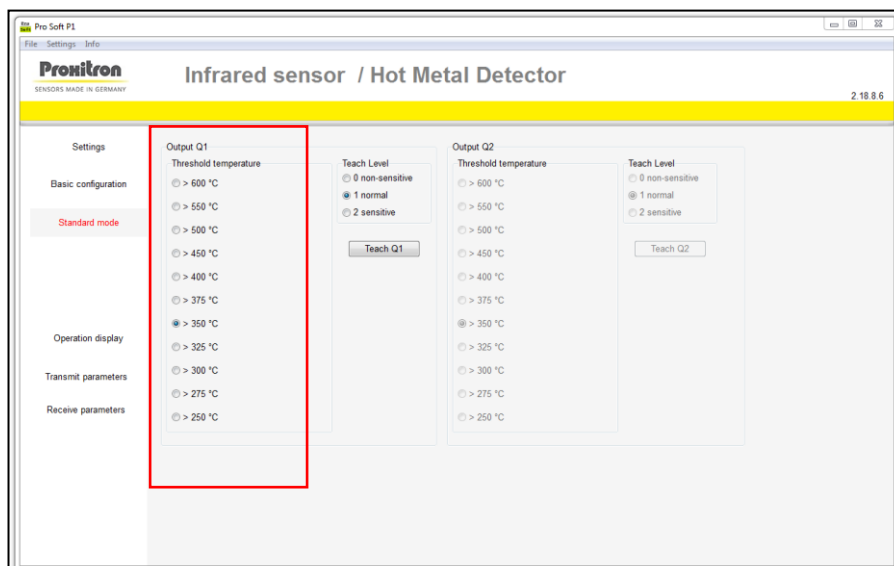 Pro Soft P1
File Settings Info
Proxitron
SENSORS MADE IN GERMANY
Infrared sensor / Hot Metal Detector
2.18.8.6
Settings
Basic configuration
Standard mode
Operation display
Transmit parameters
Receive parameters
Output Q1
Threshold temperature
> 600 °C
> 550 °C
> 500 °C
> 450 °C
> 400 °C
> 375 °C
> 350 °C
> 325 °C
> 300 °C
> 275 °C
> 250 °C
Teach Level
0 non-sensitive
1 normal
2 sensitive
Teach Q1
Output Q2
Threshold temperature
> 600 °C
> 550 °C
> 500 °C
> 450 °C
> 400 °C
> 375 °C
> 350 °C
> 325 °C
> 300 °C
> 275 °C
> 250 °C
Teach Level
0 non-sensitive
1 normal
2 sensitive
Teach Q2